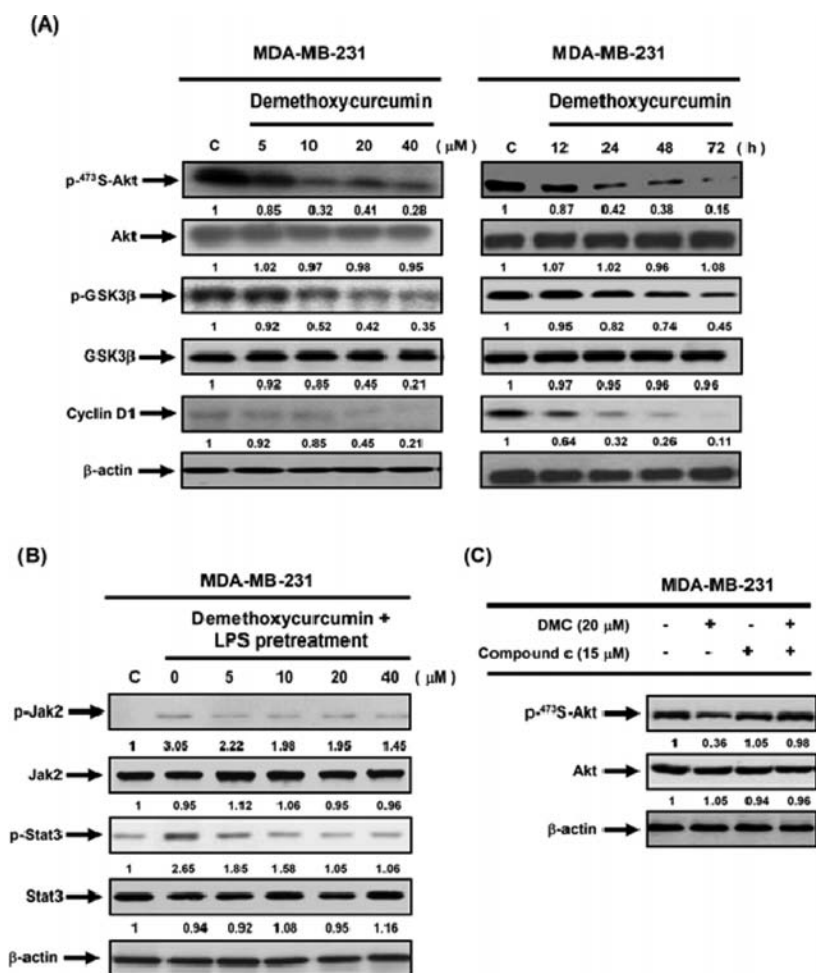 (A)
MDA-MB-231
Demethoxycurcumin
C 5 10 20 40 (μM)
p-⁴⁷³S-Akt
1 0.85 0.32 0.41 0.28
Akt
1 1.02 0.97 0.98 0.95
p-GSK3β
1 0.92 0.52 0.42 0.35
GSK3β
1 0.92 0.85 0.45 0.21
Cyclin D1
1 0.92 0.85 0.45 0.21
β-actin
MDA-MB-231
Demethoxycurcumin
C 12 24 48 72 (h)
1 0.87 0.42 0.38 0.15
1 1.07 1.02 0.96 1.08
1 0.95 0.82 0.74 0.45
1 0.97 0.95 0.96 0.96
1 0.64 0.32 0.26 0.11
(B)
MDA-MB-231
Demethoxycurcumin +
LPS pretreatment
C 0 5 10 20 40 (μM)
p-Jak2
1 3.05 2.22 1.98 1.95 1.45
Jak2
1 0.95 1.12 1.06 0.95 0.96
p-Stat3
1 2.65 1.85 1.58 1.05 1.06
Stat3
1 0.94 0.92 1.08 0.95 1.16
β-actin
(C)
MDA-MB-231
DMC (20 μM) - + - +
Compound c (15 μM) - - + +
p-⁴⁷³S-Akt
1 0.36 1.05 0.98
Akt
1 1.05 0.94 0.96
β-actin